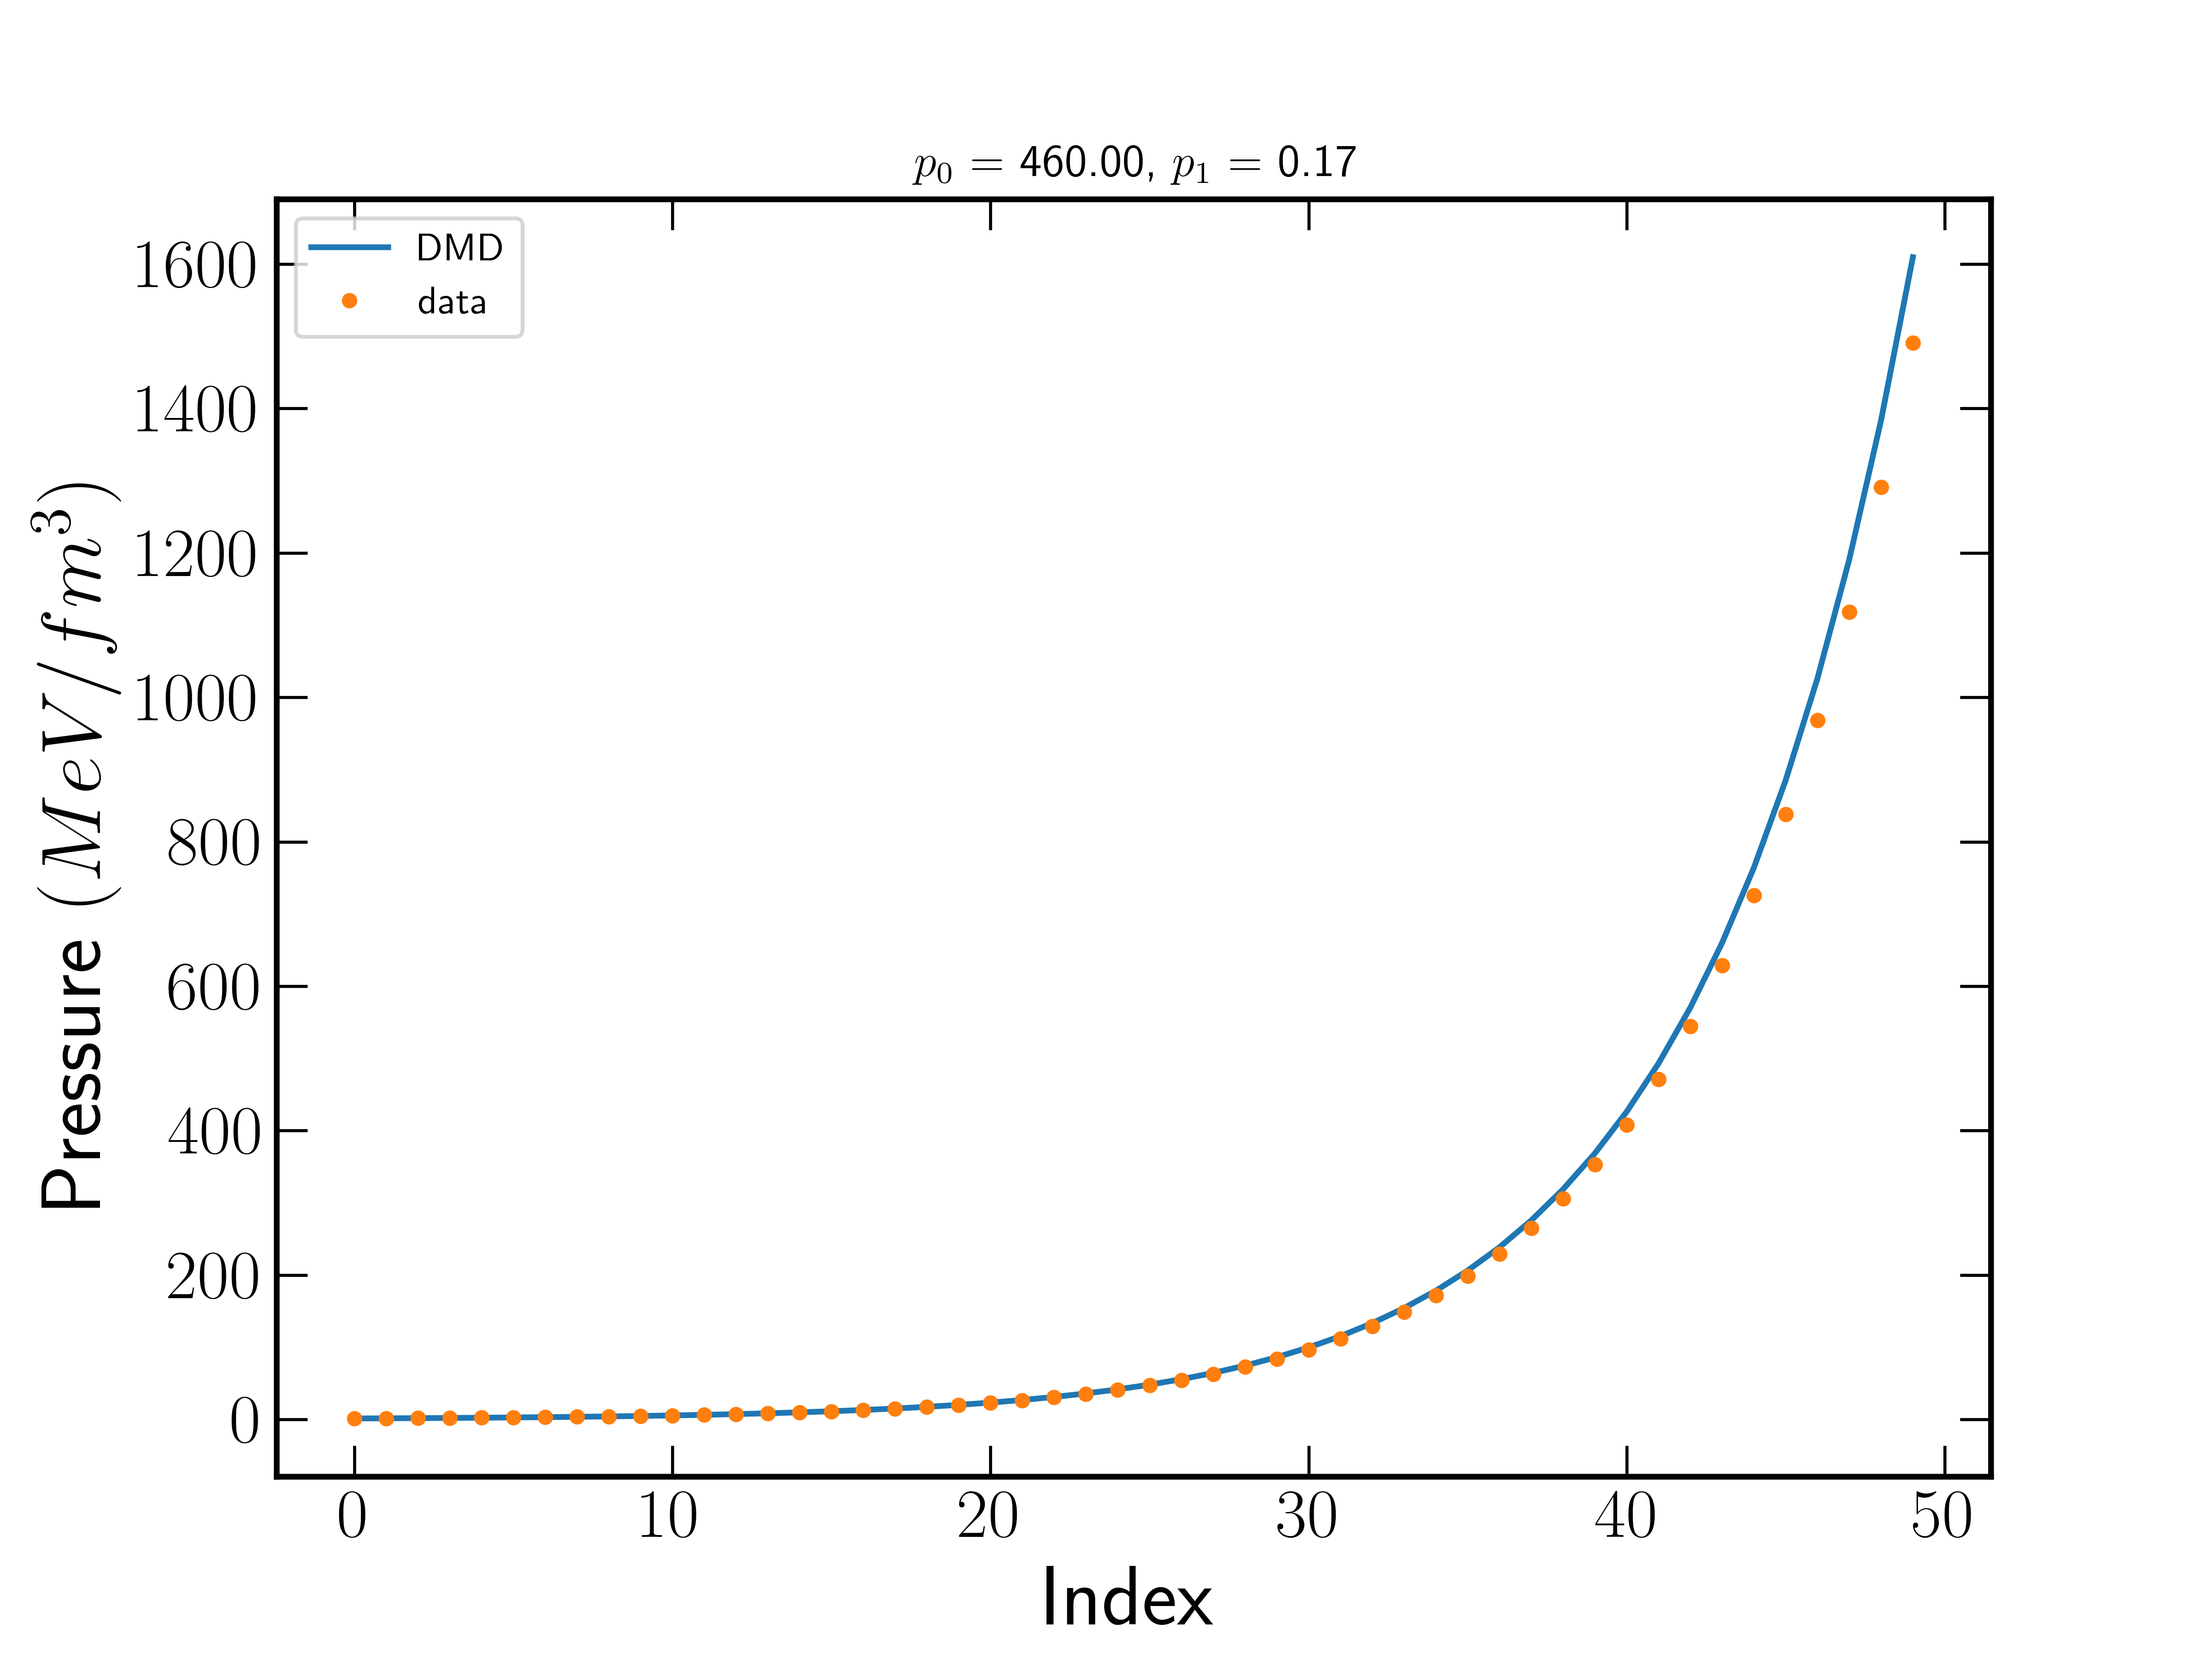 p₀ = 460.00, p₁ = 0.17
DMD
data
1600
1400
1200
1000
800
600
400
200
0
Pressure (MeV/fm³)
0 10 20 30 40 50
Index